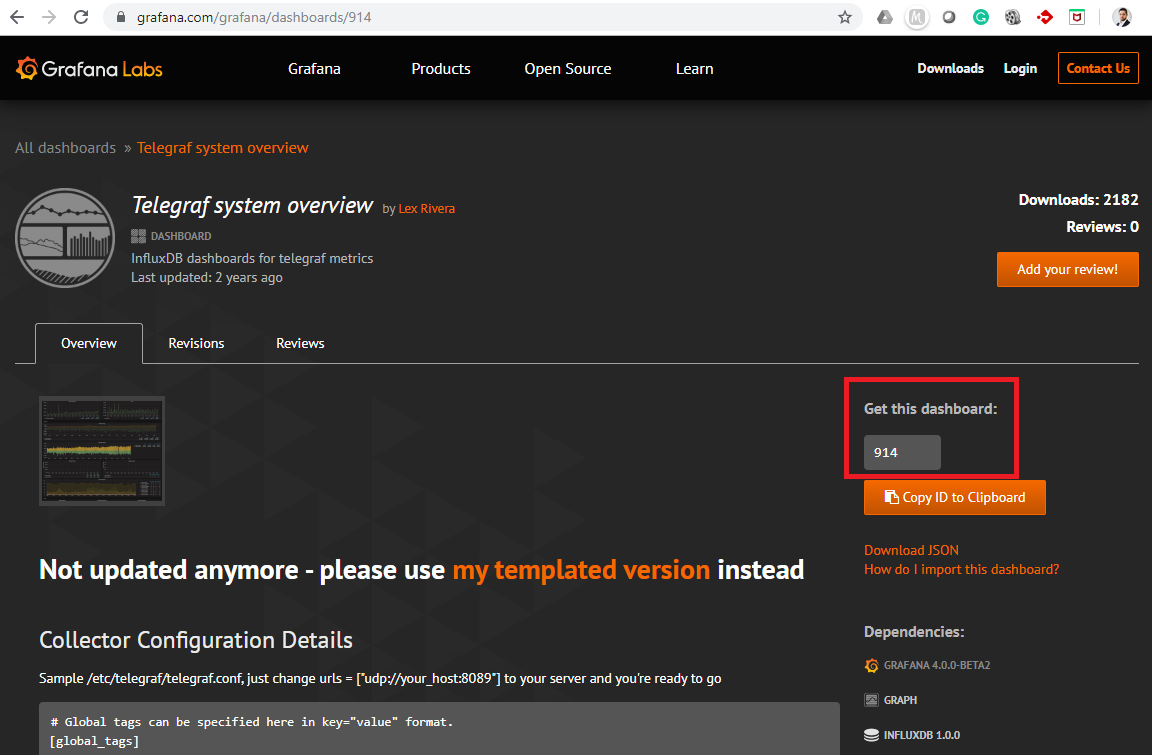 grafana.com/grafana/dashboards/914
Grafana Labs
Grafana
Products
Open Source
Learn
Downloads
Login
Contact Us
All dashboards » Telegraf system overview
Telegraf system overview by Lex Rivera
DASHBOARD
InfluxDB dashboards for telegraf metrics
Last updated: 2 years ago
Downloads: 2182
Reviews: 0
Add your review!
Overview
Revisions
Reviews
Get this dashboard:
914
Copy ID to Clipboard
Download JSON
How do I import this dashboard?
Not updated anymore - please use my templated version instead
Collector Configuration Details
Sample /etc/telegraf/telegraf.conf, just change urls = ["udp://your_host:8089"] to your server and you're ready to go
# Global tags can be specified here in key="value" format.
[global_tags]
Dependencies:
GRAFANA 4.0.0-BETA2
GRAPH
INFLUXDB 1.0.0